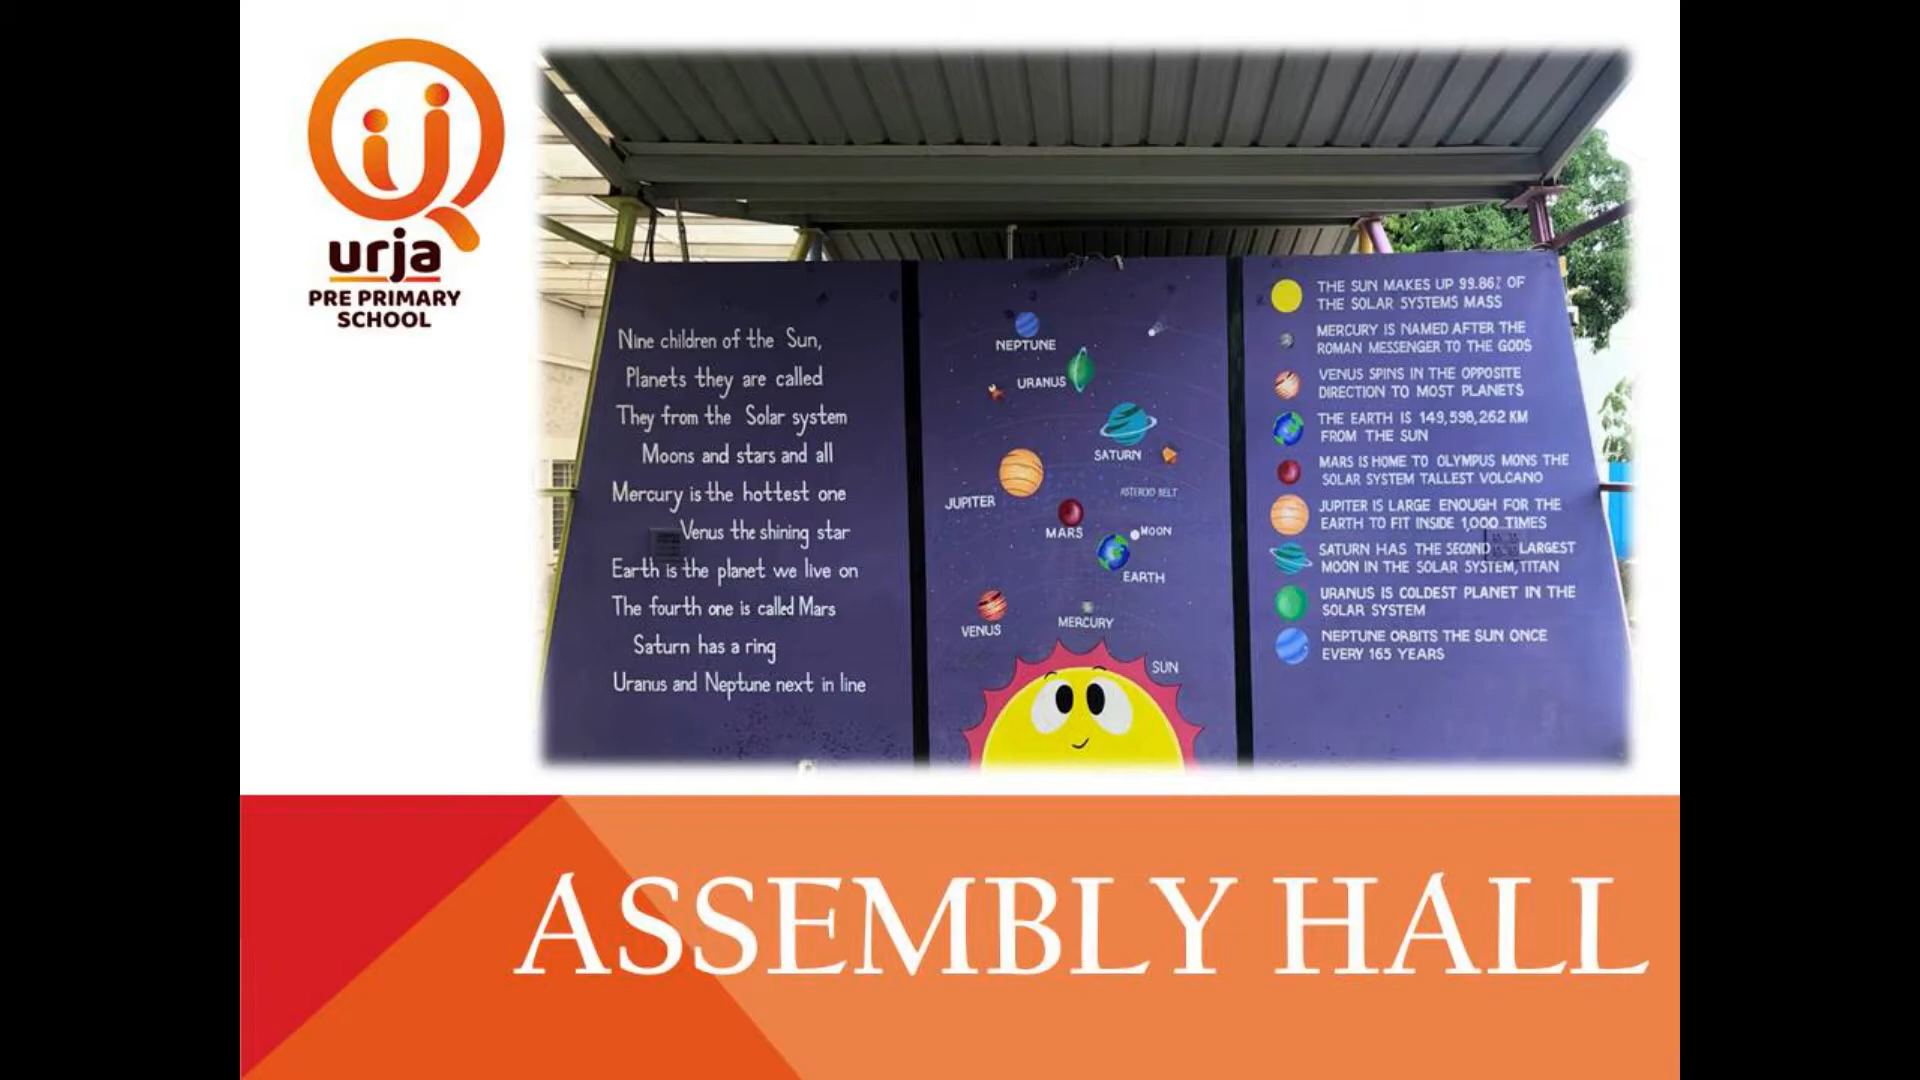 urja
PRE PRIMARY
SCHOOL
Nine children of the Sun,
Planets they are called
They from the Solar system
Moons and stars and all
Mercury is the hottest one
Venus the shining star
Earth is the planet we live on
The fourth one is called Mars
Saturn has a ring
Uranus and Neptune next in line
NEPTUNE
URANUS
SATURN
JUPITER
ASTEROID BELT
MARS
MOON
EARTH
VENUS
MERCURY
SUN
THE SUN MAKES UP 99.86% OF
THE SOLAR SYSTEMS MASS
MERCURY IS NAMED AFTER THE
ROMAN MESSENGER TO THE GODS
VENUS SPINS IN THE OPPOSITE
DIRECTION TO MOST PLANETS
THE EARTH IS 149,598,262 KM
FROM THE SUN
MARS IS HOME TO OLYMPUS MONS THE
SOLAR SYSTEM TALLEST VOLCANO
JUPITER IS LARGE ENOUGH FOR THE
EARTH TO FIT INSIDE 1,000 TIMES
SATURN HAS THE SECOND LARGEST
MOON IN THE SOLAR SYSTEM, TITAN
URANUS IS COLDEST PLANET IN THE
SOLAR SYSTEM
NEPTUNE ORBITS THE SUN ONCE
EVERY 165 YEARS
ASSEMBLY HALL